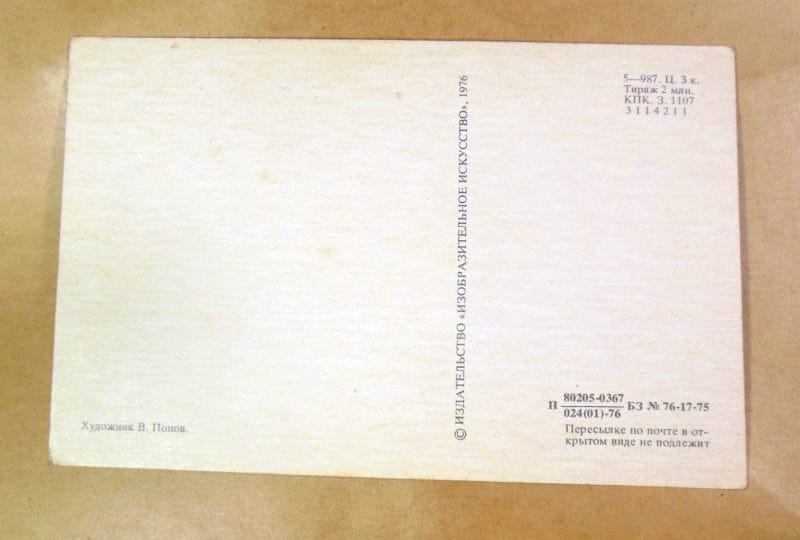 Художник В. Попов.
© ИЗДАТЕЛЬСТВО «ИЗОБРАЗИТЕЛЬНОЕ ИСКУССТВО», 1976
5—987. Ц. 3 к.
Тираж 2 млн.
КПК. З. 1107
3114211
П 80205-0367 БЗ № 76-17-75
024(01)-76
Пересылке по почте в от-
крытом виде не подлежит